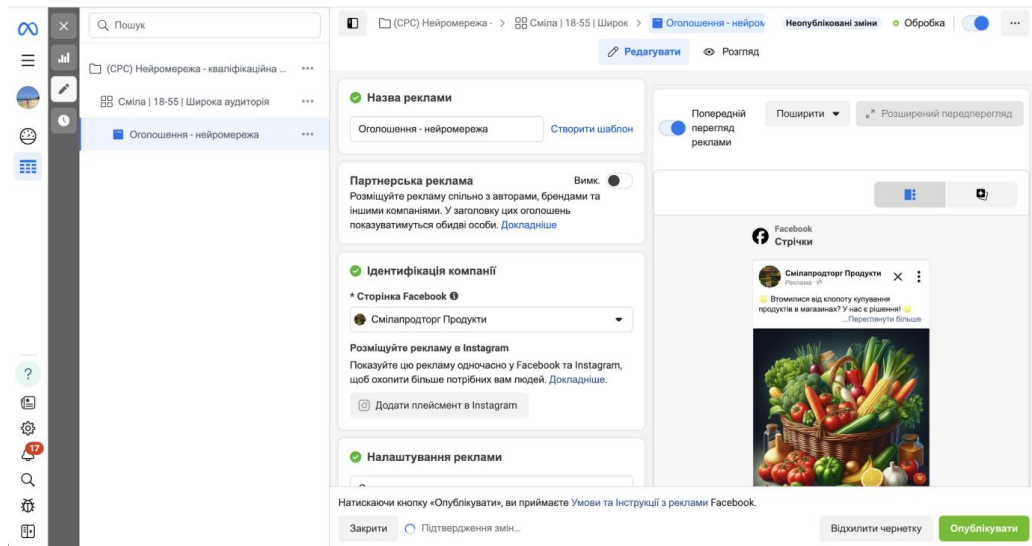 Пошук
(CPC) Нейромережа - кваліфікаційна ...
Сміла | 18-55 | Широка аудиторія
Оголошення - нейромережа
17
(CPC) Нейромережа · > Сміла | 18-55 | Широк > Оголошення - нейром
Неопубліковані зміни
Обробка
Редагувати
Розгляд
Назва реклами
Оголошення - нейромережа
Створити шаблон
Партнерська реклама
Вимк.
Розміщуйте рекламу спільно з авторами, брендами та
іншими компаніями. У заголовку цих оголошень
показуватимуться обидві особи. Докладніше
Ідентифікація компанії
* Сторінка Facebook
Смілапродторг Продукти
Розміщуйте рекламу в Instagram
Показуйте цю рекламу одночасно у Facebook та Instagram,
щоб охопити більше потрібних вам людей. Докладніше.
Додати плейсмент в Instagram
Налаштування реклами
Попередній
перегляд
реклами
Поширити
Розширений передперегляд
Facebook
Стрічки
Смілапродторг Продукти
Реклама
Втомилися від клопоту купування
продуктів в магазинах? У нас є рішення!
...Переглянути більше
Натискаючи кнопку «Опублікувати», ви приймаєте Умови та Інструкції з реклами Facebook.
Закрити
Підтвердження змін...
Відхилити чернетку
Опублікувати